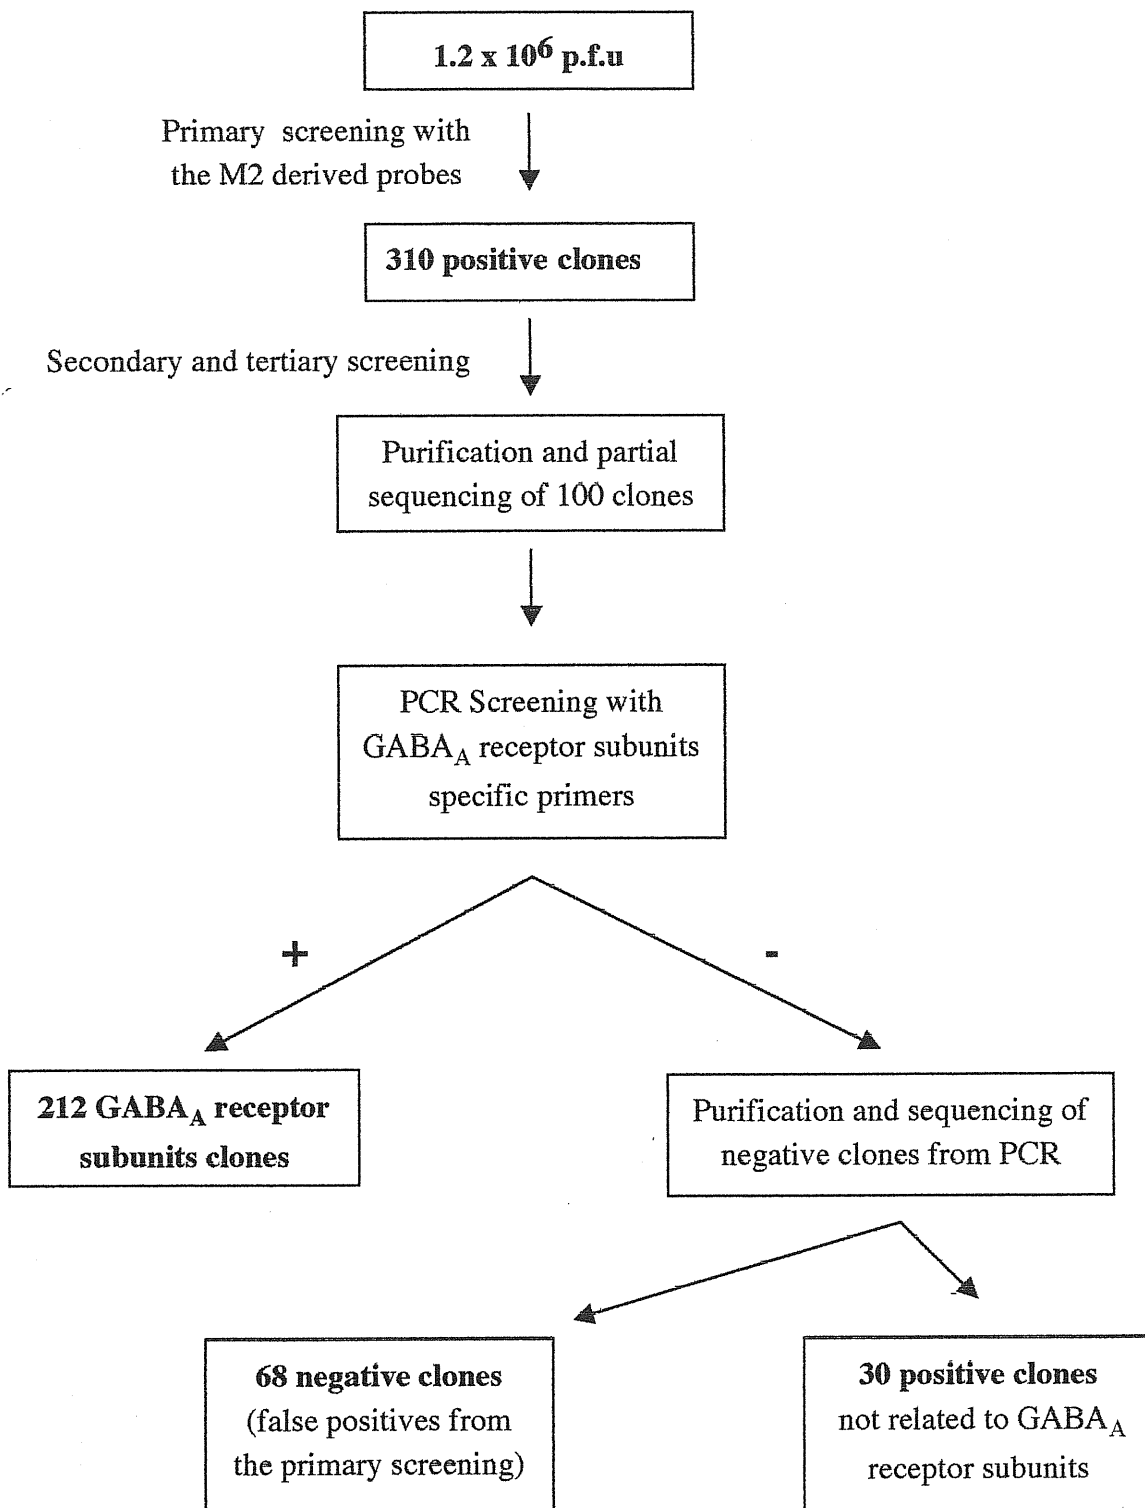 1.2 x 10⁶ p.f.u
Primary screening with
the M2 derived probes
310 positive clones
Secondary and tertiary screening
Purification and partial
sequencing of 100 clones
PCR Screening with
GABA_A receptor subunits
specific primers
+
-
212 GABA_A receptor
subunits clones
Purification and sequencing of
negative clones from PCR
68 negative clones
(false positives from
the primary screening)
30 positive clones
not related to GABA_A
receptor subunits